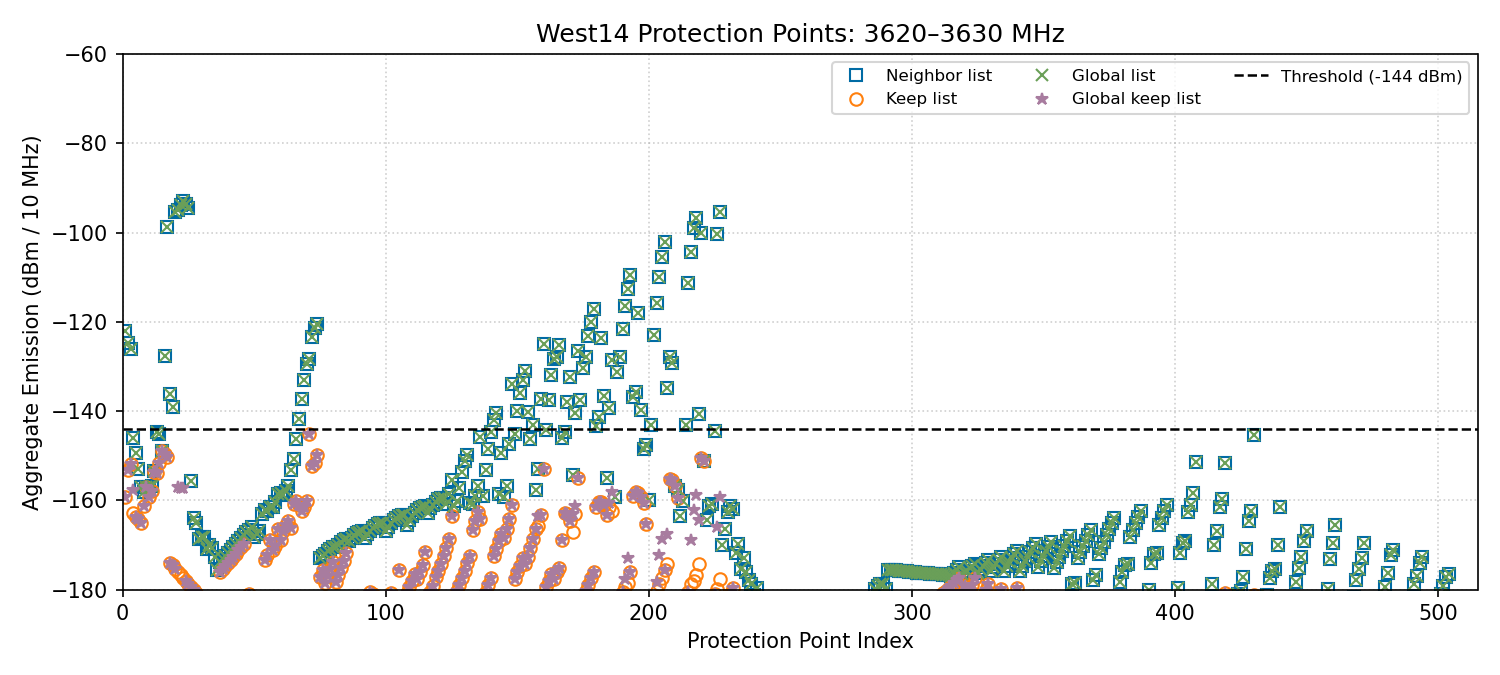 West14 Protection Points: 3620–3630 MHz
Neighbor list
Keep list
Global list
Global keep list
Threshold (-144 dBm)
Aggregate Emission (dBm / 10 MHz)
−60
−80
−100
−120
−140
−160
−180
0 100 200 300 400 500
Protection Point Index